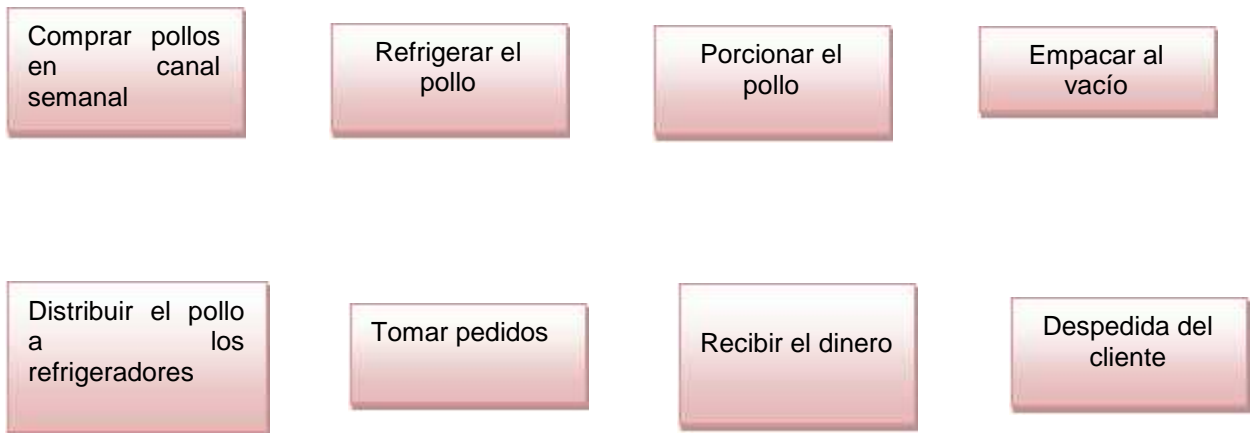 Comprar pollos
en canal
semanal
Refrigerar el
pollo
Porcionar el
pollo
Empacar al
vacío
Distribuir el pollo
a los
refrigeradores
Tomar pedidos
Recibir el dinero
Despedida del
cliente